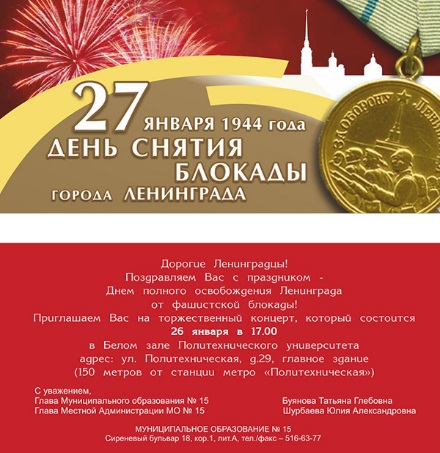 27 ЯНВАРЯ 1944 года
ДЕНЬ СНЯТИЯ
БЛОКАДЫ
ГОРОДА ЛЕНИНГРАДА
ЗА ОБОРОНУ
Дорогие Ленинградцы!
Поздравляем Вас с праздником -
Днем полного освобождения Ленинграда
от фашистской блокады!
Приглашаем Вас на торжественный концерт, который состоится
26 января в 17.00
в Белом зале Политехнического университета
адрес: ул. Политехническая, д.29, главное здание
(150 метров от станции метро «Политехническая»)
С уважением,
Глава Муниципального образования № 15 Буянова Татьяна Глебовна
Глава Местной Администрации МО № 15 Шурбаева Юлия Александровна
МУНИЦИПАЛЬНОЕ ОБРАЗОВАНИЕ № 15
Сиреневый бульвар 18, кор.1, лит.А, тел./факс – 516-63-77